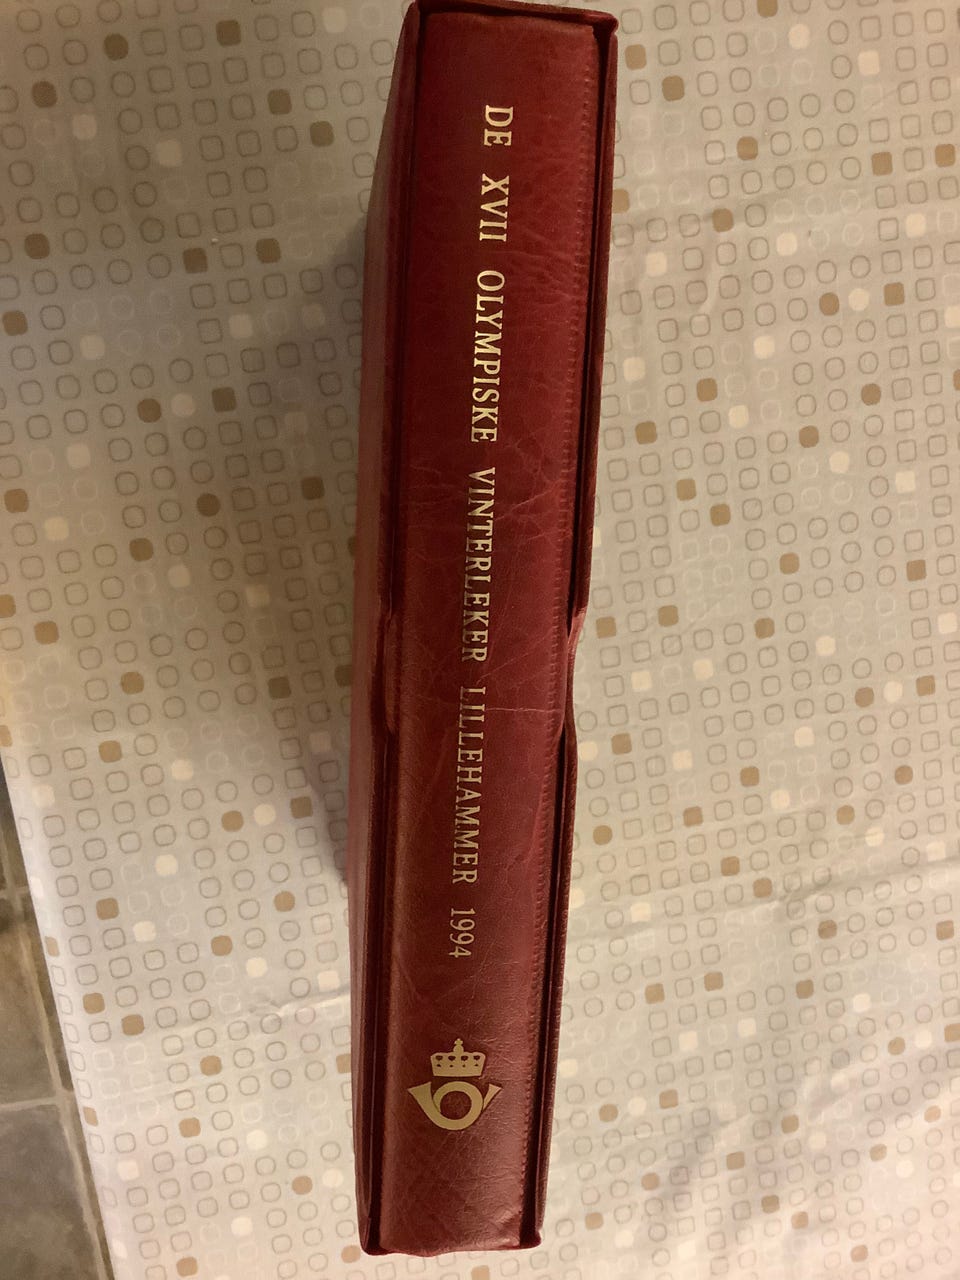 DE XVII OLYMPISKE VINTERLEKER LILLEHAMMER 1994